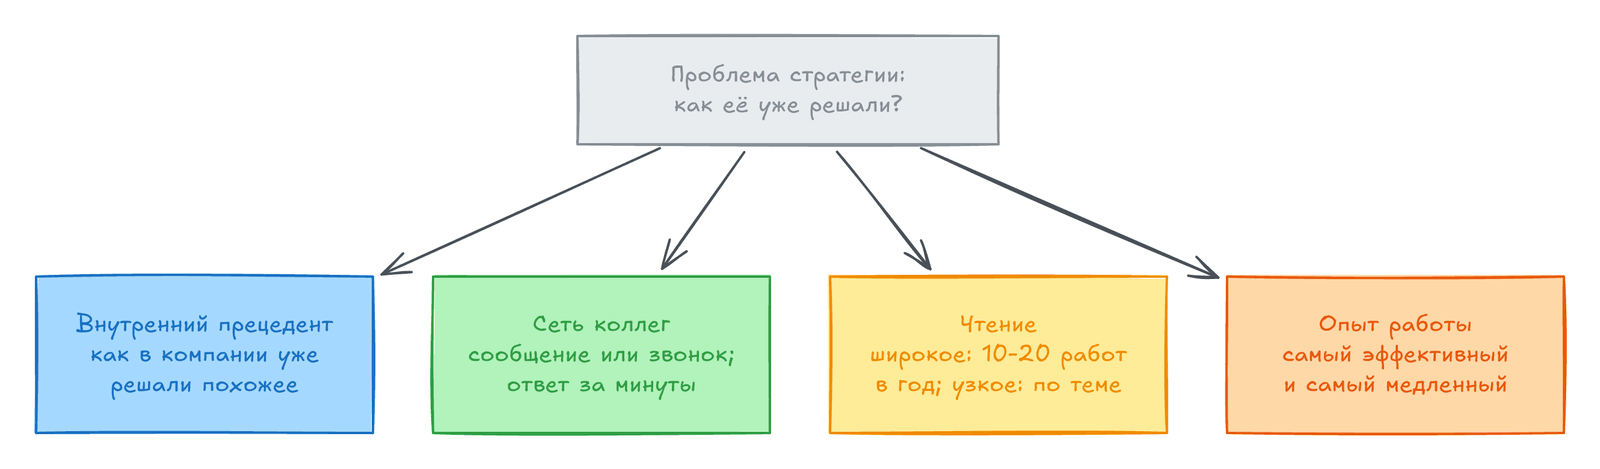 Проблема стратегии:
как её уже решали?
Внутренний прецедент
как в компании уже
решали похожее
Сеть коллег
сообщение или звонок;
ответ за минуты
Чтение
широкое: 10-20 работ
в год; узкое: по теме
Опыт работы
самый эффективный
и самый медленный